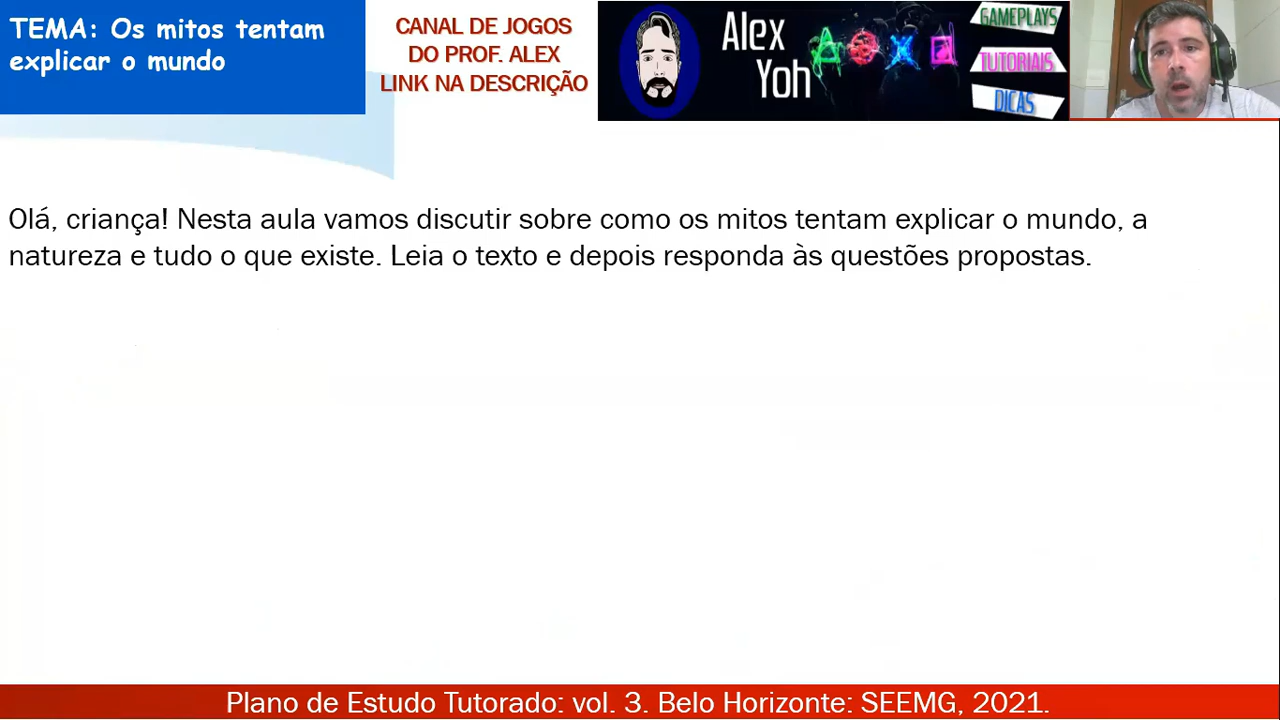 TEMA: Os mitos tentam
explicar o mundo
CANAL DE JOGOS
DO PROF. ALEX
LINK NA DESCRIÇÃO
Alex
Yoh
GAMEPLAYS
TUTORIAIS
DICAS
Olá, criança! Nesta aula vamos discutir sobre como os mitos tentam explicar o mundo, a
natureza e tudo o que existe. Leia o texto e depois responda às questões propostas.
Plano de Estudo Tutorado: vol. 3. Belo Horizonte: SEEMG, 2021.